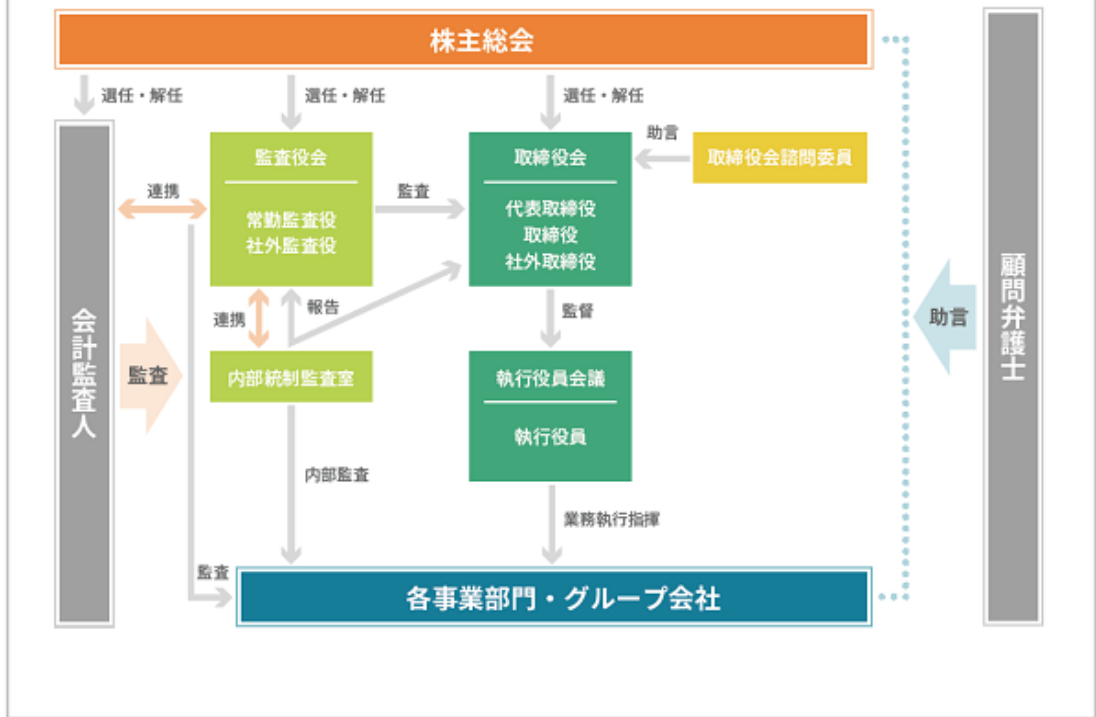 株主総会
選任・解任
選任・解任
選任・解任
監査役会
常勤監査役
社外監査役
取締役会
代表取締役
取締役
社外取締役
助言
取締役会諮問委員
連携
監査
連携
報告
監督
会計監査人
監査
内部統制監査室
執行役員会議
執行役員
助言
顧問弁護士
内部監査
業務執行指揮
監査
各事業部門・グループ会社